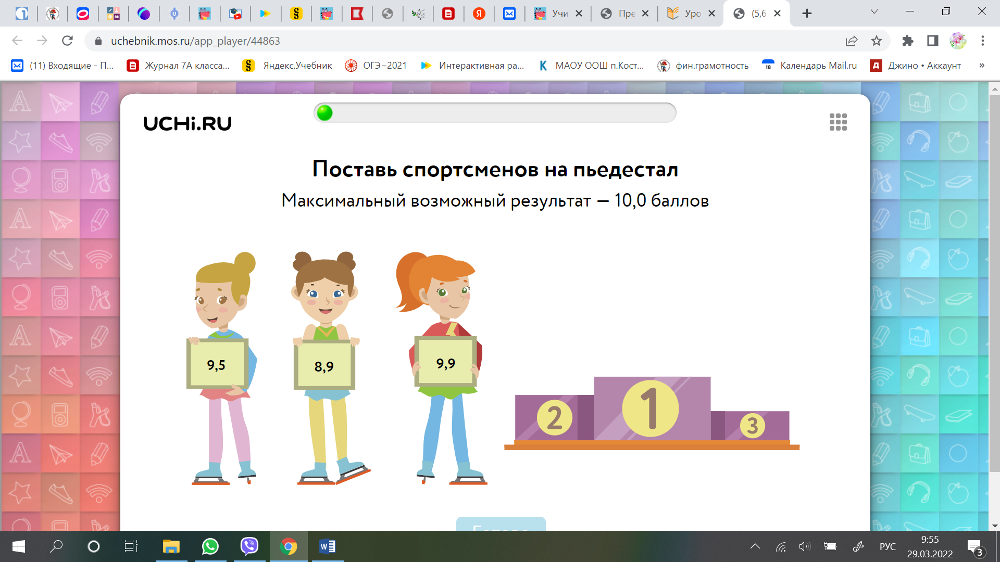 Учи
Пре
Уро
(5,6
uchebnik.mos.ru/app_player/44863
(11) Входящие - П...
Журнал 7А класса...
Яндекс.Учебник
ОГЭ–2021
Интерактивная ра...
МАОУ ООШ п.Кост...
фин.грамотность
Календарь Mail.ru
Джино • Аккаунт
»
UCHi.RU
Поставь спортсменов на пьедестал
Максимальный возможный результат — 10,0 баллов
9,5
8,9
9,9
2
1
3
РУС
9:55
29.03.2022
3